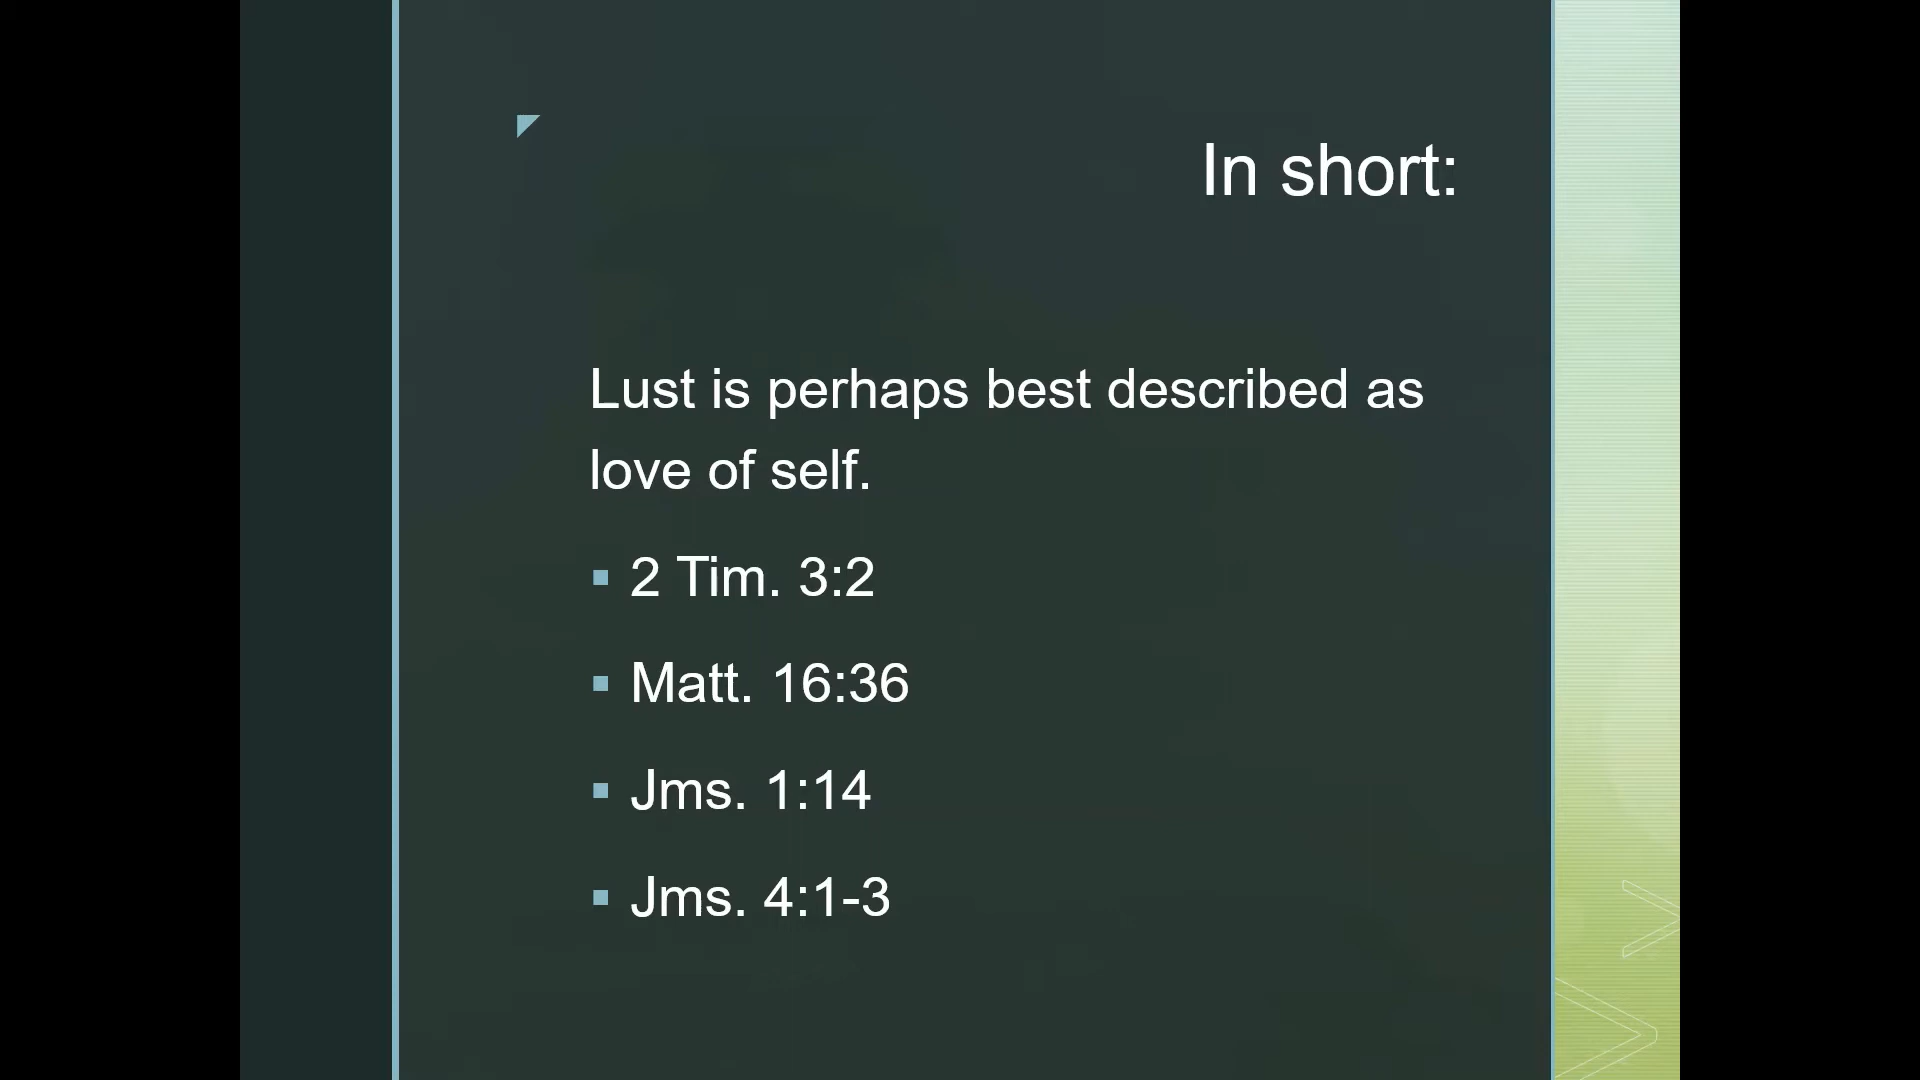 In short:
Lust is perhaps best described as
love of self.
2 Tim. 3:2
Matt. 16:36
Jms. 1:14
Jms. 4:1-3